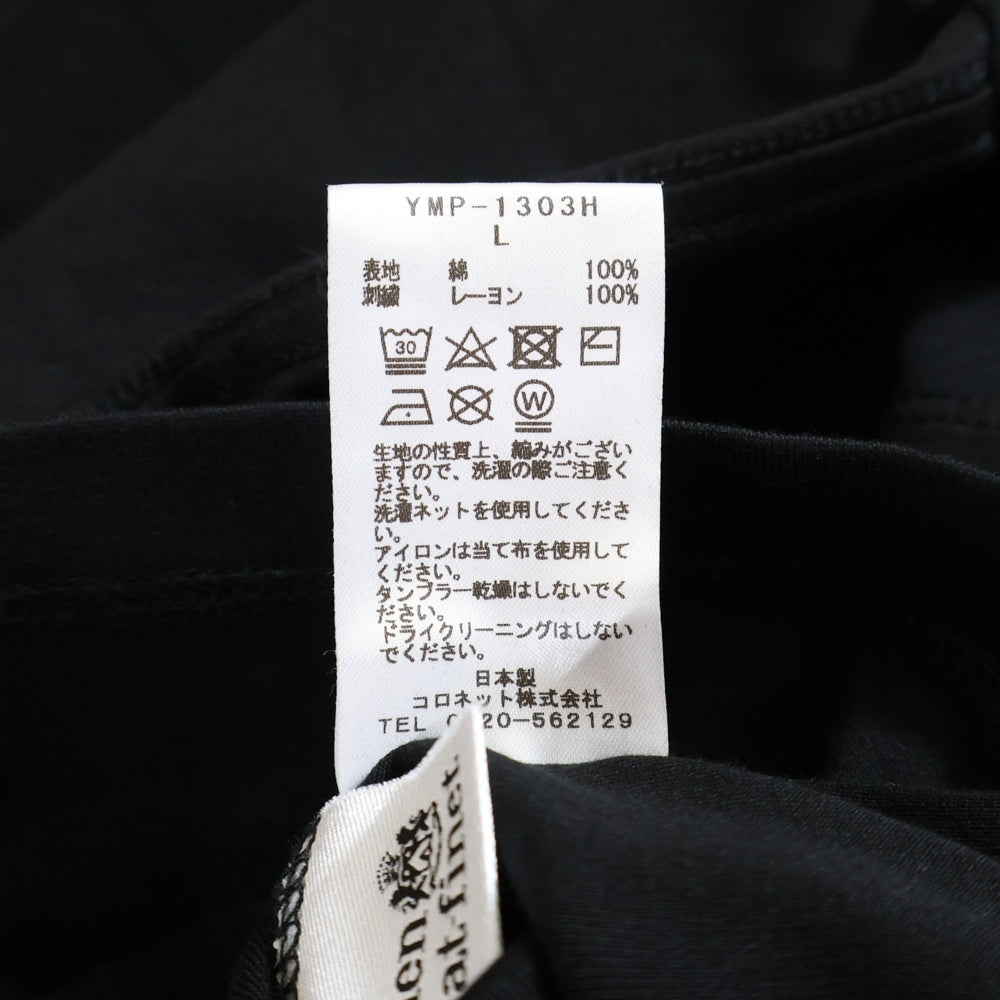 YMP-1303H
L
表地 綿 100%
刺繍 レーヨン 100%
30
W
生地の性質上、縮みがござい
ますので、洗濯の際ご注意く
ださい。
洗濯ネットを使用してくださ
い。
アイロンは当て布を使用して
ください。
タンブラー乾燥はしないでく
ださい。
ドライクリーニングはしない
でください。
日本製
コロネット株式会社
TEL 0 20-562129
en
at.finet.